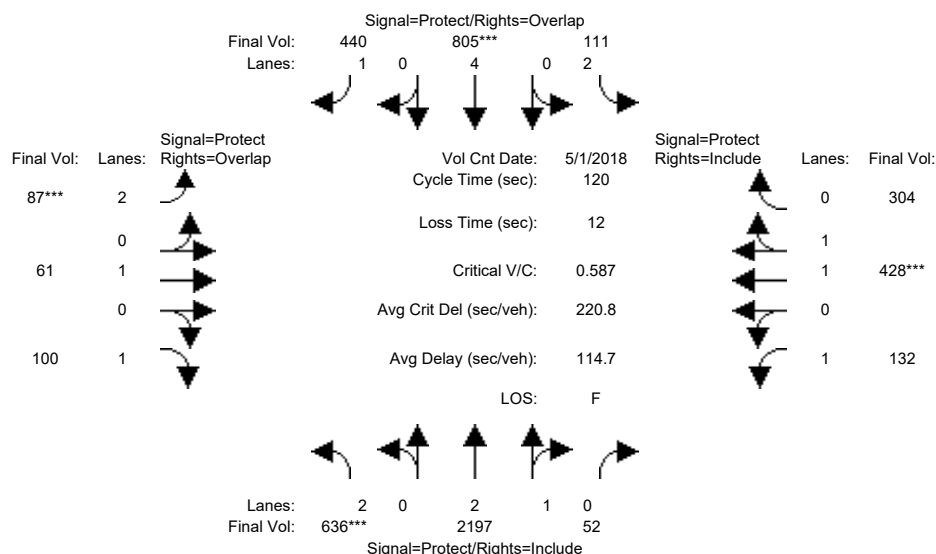 Signal=Protect/Rights=Overlap
Final Vol: 440 805*** 111
Lanes: 1 0 4 0 2
Signal=Protect
Final Vol: Lanes: Rights=Overlap
Vol Cnt Date: 5/1/2018
Signal=Protect
Rights=Include Lanes: Final Vol:
Cycle Time (sec): 120
87*** 2
0 304
Loss Time (sec): 12
0
1
61 1
Critical V/C: 0.587
1 428***
0
Avg Crit Del (sec/veh): 220.8
0
100 1
Avg Delay (sec/veh): 114.7
1 132
LOS: F
Lanes: 2 0 2 1 0
Final Vol: 636*** 2197 52
Signal=Protect/Rights=Include